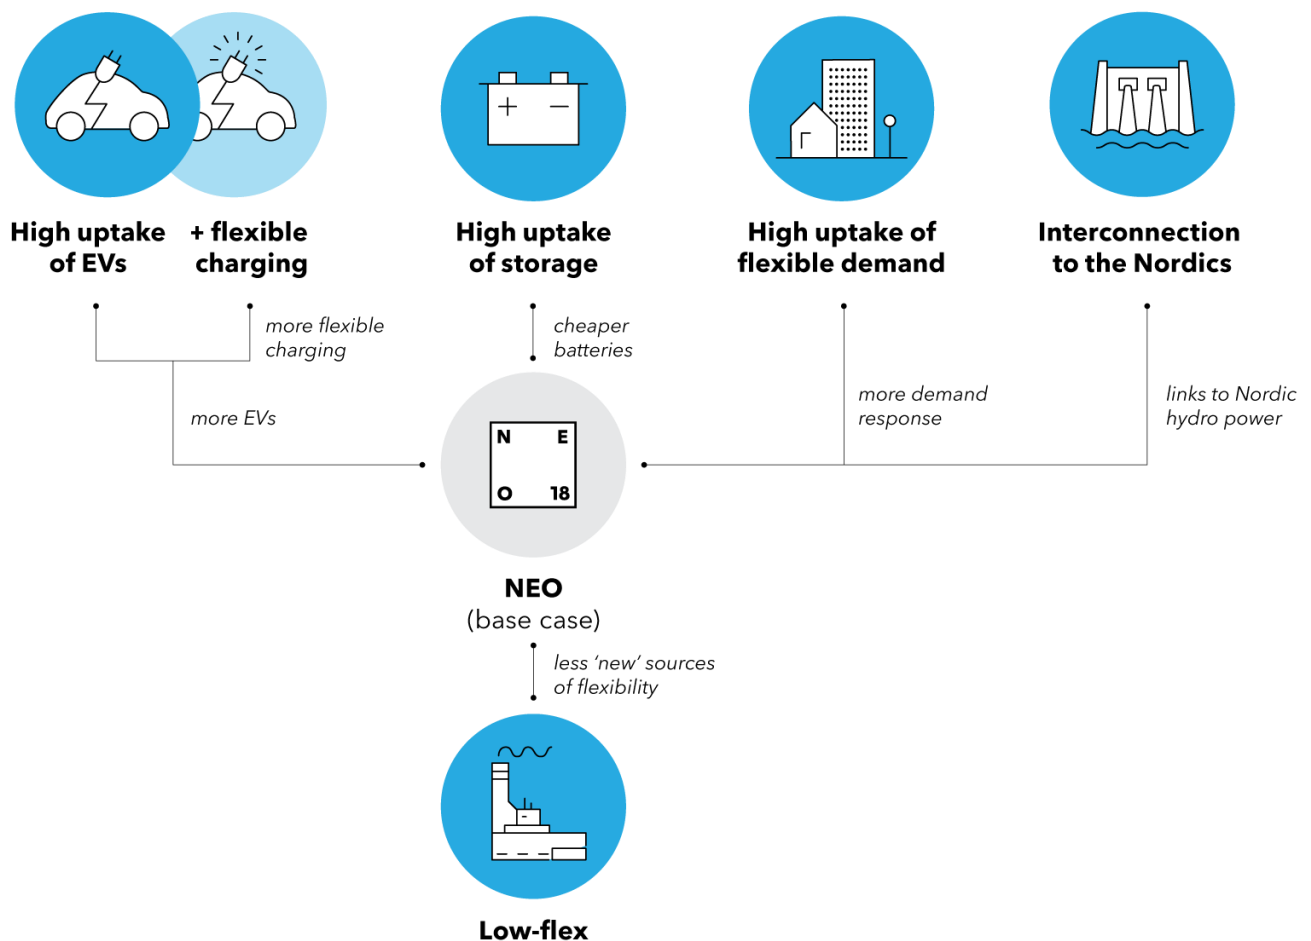 High uptake
of EVs
+ flexible
charging
High uptake
of storage
High uptake of
flexible demand
Interconnection
to the Nordics
more flexible
charging
cheaper
batteries
more EVs
more demand
response
links to Nordic
hydro power
N E
O 18
NEO
(base case)
less ‘new’ sources
of flexibility
Low-flex